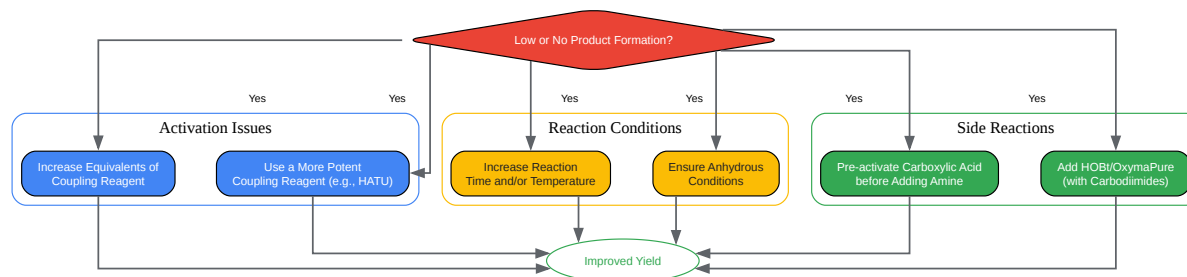 Low or No Product Formation?
Yes
Yes
Yes
Yes
Yes
Yes
Activation Issues
Reaction Conditions
Side Reactions
Increase Equivalents of
Coupling Reagent
Use a More Potent
Coupling Reagent (e.g., HATU)
Increase Reaction
Time and/or Temperature
Ensure Anhydrous
Conditions
Pre-activate Carboxylic Acid
before Adding Amine
Add HOBt/OxymaPure
(with Carbodiimides)
Improved Yield